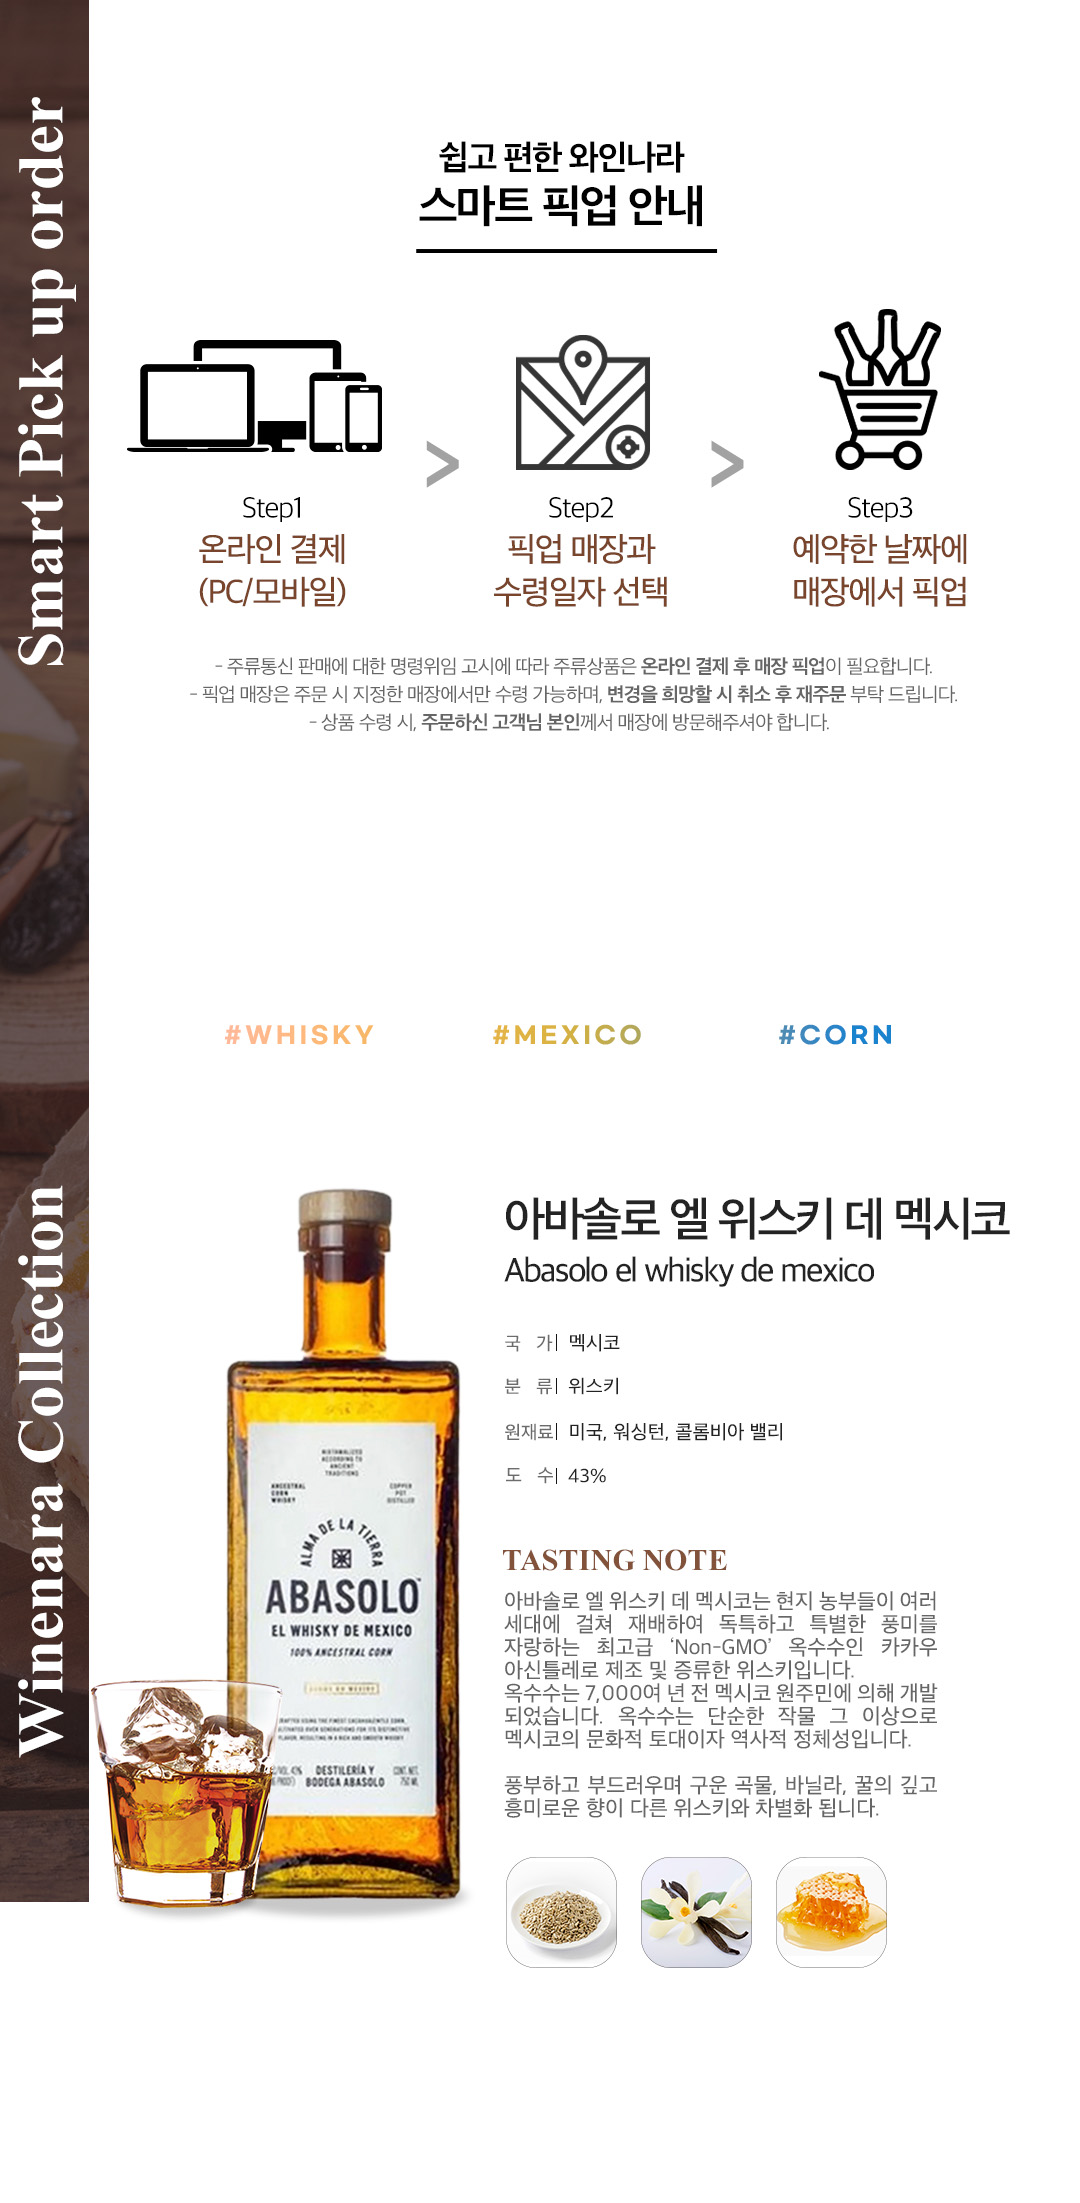 Smart Pick up order
쉽고 편한 와인나라
스마트 픽업 안내
Step1
온라인 결제
(PC/모바일)
>
Step2
픽업 매장과
수령일자 선택
>
Step3
예약한 날짜에
매장에서 픽업
- 주류통신 판매에 대한 명령위임 고시에 따라 주류상품은 온라인 결제 후 매장 픽업이 필요합니다.
- 픽업 매장은 주문 시 지정한 매장에서만 수령 가능하며, 변경을 희망할 시 취소 후 재주문 부탁 드립니다.
- 상품 수령 시, 주문하신 고객님 본인께서 매장에 방문해주셔야 합니다.
#WHISKY
#MEXICO
#CORN
Winenara Collection
아바솔로 엘 위스키 데 멕시코
Abasolo el whisky de mexico
국 가| 멕시코
분 류| 위스키
원재료| 미국, 워싱턴, 콜롬비아 밸리
도 수| 43%
TASTING NOTE
아바솔로 엘 위스키 데 멕시코는 현지 농부들이 여러
세대에 걸쳐 재배하여 독특하고 특별한 풍미를
자랑하는 최고급 ‘Non-GMO’ 옥수수인 카카우
아신틀레로 제조 및 증류한 위스키입니다.
옥수수는 7,000여 년 전 멕시코 원주민에 의해 개발
되었습니다. 옥수수는 단순한 작물 그 이상으로
멕시코의 문화적 토대이자 역사적 정체성입니다.
풍부하고 부드러우며 구운 곡물, 바닐라, 꿀의 깊고
흥미로운 향이 다른 위스키와 차별화 됩니다.
NIXTAMALIZED
ACCORDING TO
ANCIENT
TRADITIONS
ANCESTRAL
CORN
WHISKY
COPPER
POT
DISTILLED
ALMA DE LA TIERRA
ABASOLO
EL WHISKY DE MEXICO
100% ANCESTRAL CORN
DESTILERÍA Y
BODEGA ABASOLO